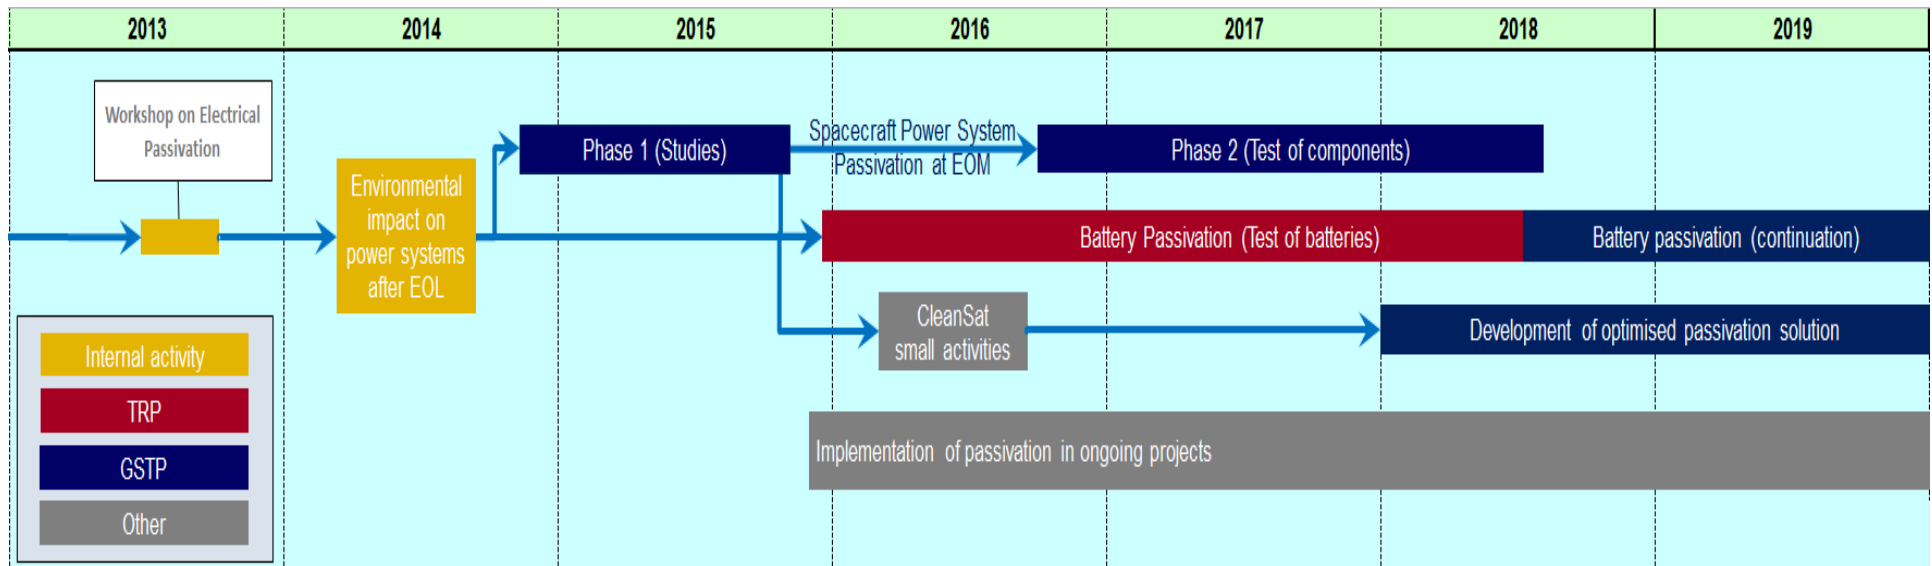 2013 2014 2015 2016 2017 2018 2019
Workshop on Electrical
Passivation
Environmental
impact on
power systems
after EOL
Phase 1 (Studies)
Spacecraft Power System
Passivation at EOM
Phase 2 (Test of components)
Battery Passivation (Test of batteries)
Battery passivation (continuation)
CleanSat
small activities
Development of optimised passivation solution
Implementation of passivation in ongoing projects
Internal activity
TRP
GSTP
Other